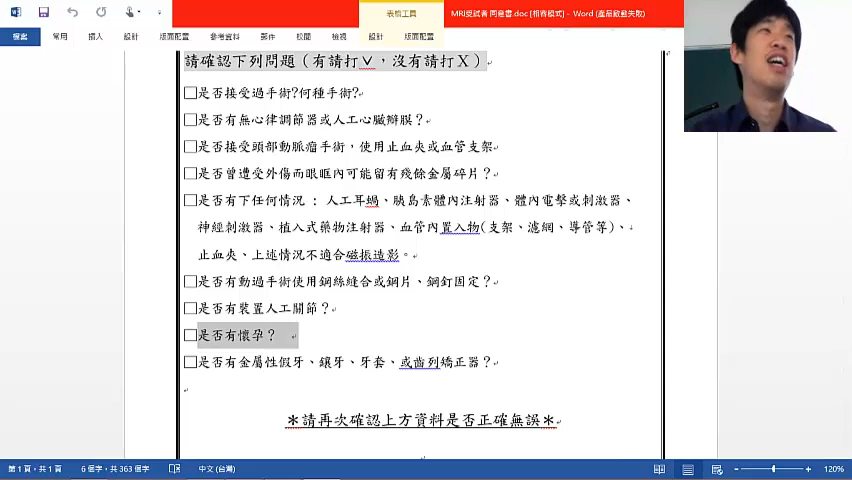 表格工具
MRI受試者 同意書.doc [相容模式] - Word (產品啟動失敗)
檔案 常用 插入 設計 版面配置 參考資料 郵件 校閱 檢視 設計 版面配置
請確認下列問題（有請打V，沒有請打X）
□是否接受過手術?何種手術?
□是否有無心律調節器或人工心臟瓣膜？
□是否接受頭部動脈瘤手術，使用止血夾或血管支架
□是否曾遭受外傷而眼眶內可能留有殘餘金屬碎片？
□是否有下任何情況 ： 人工耳蝸、胰島素體內注射器、體內電擊或刺激器、
神經刺激器、植入式藥物注射器、血管內置入物(支架、濾網、導管等)、
止血夾、上述情況不適合磁振造影。
□是否有動過手術使用鋼絲縫合或鋼片、鋼釘固定？
□是否有裝置人工關節？
□是否有懷孕？
□是否有金屬性假牙、鑲牙、牙套、或齒列矯正器？
＊請再次確認上方資料是否正確無誤＊
第 1 頁，共 1 頁 6 個字，共 363 個字 中文 (台灣) 120%